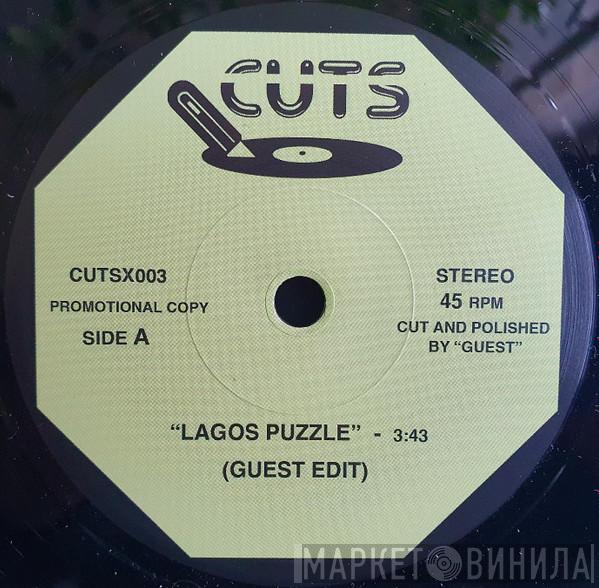 CUTS
CUTSX003
PROMOTIONAL COPY
SIDE A
STEREO
45 RPM
CUT AND POLISHED
BY “GUEST”
“LAGOS PUZZLE” - 3:43
(GUEST EDIT)
МАРКЕТ ВИНИЛА